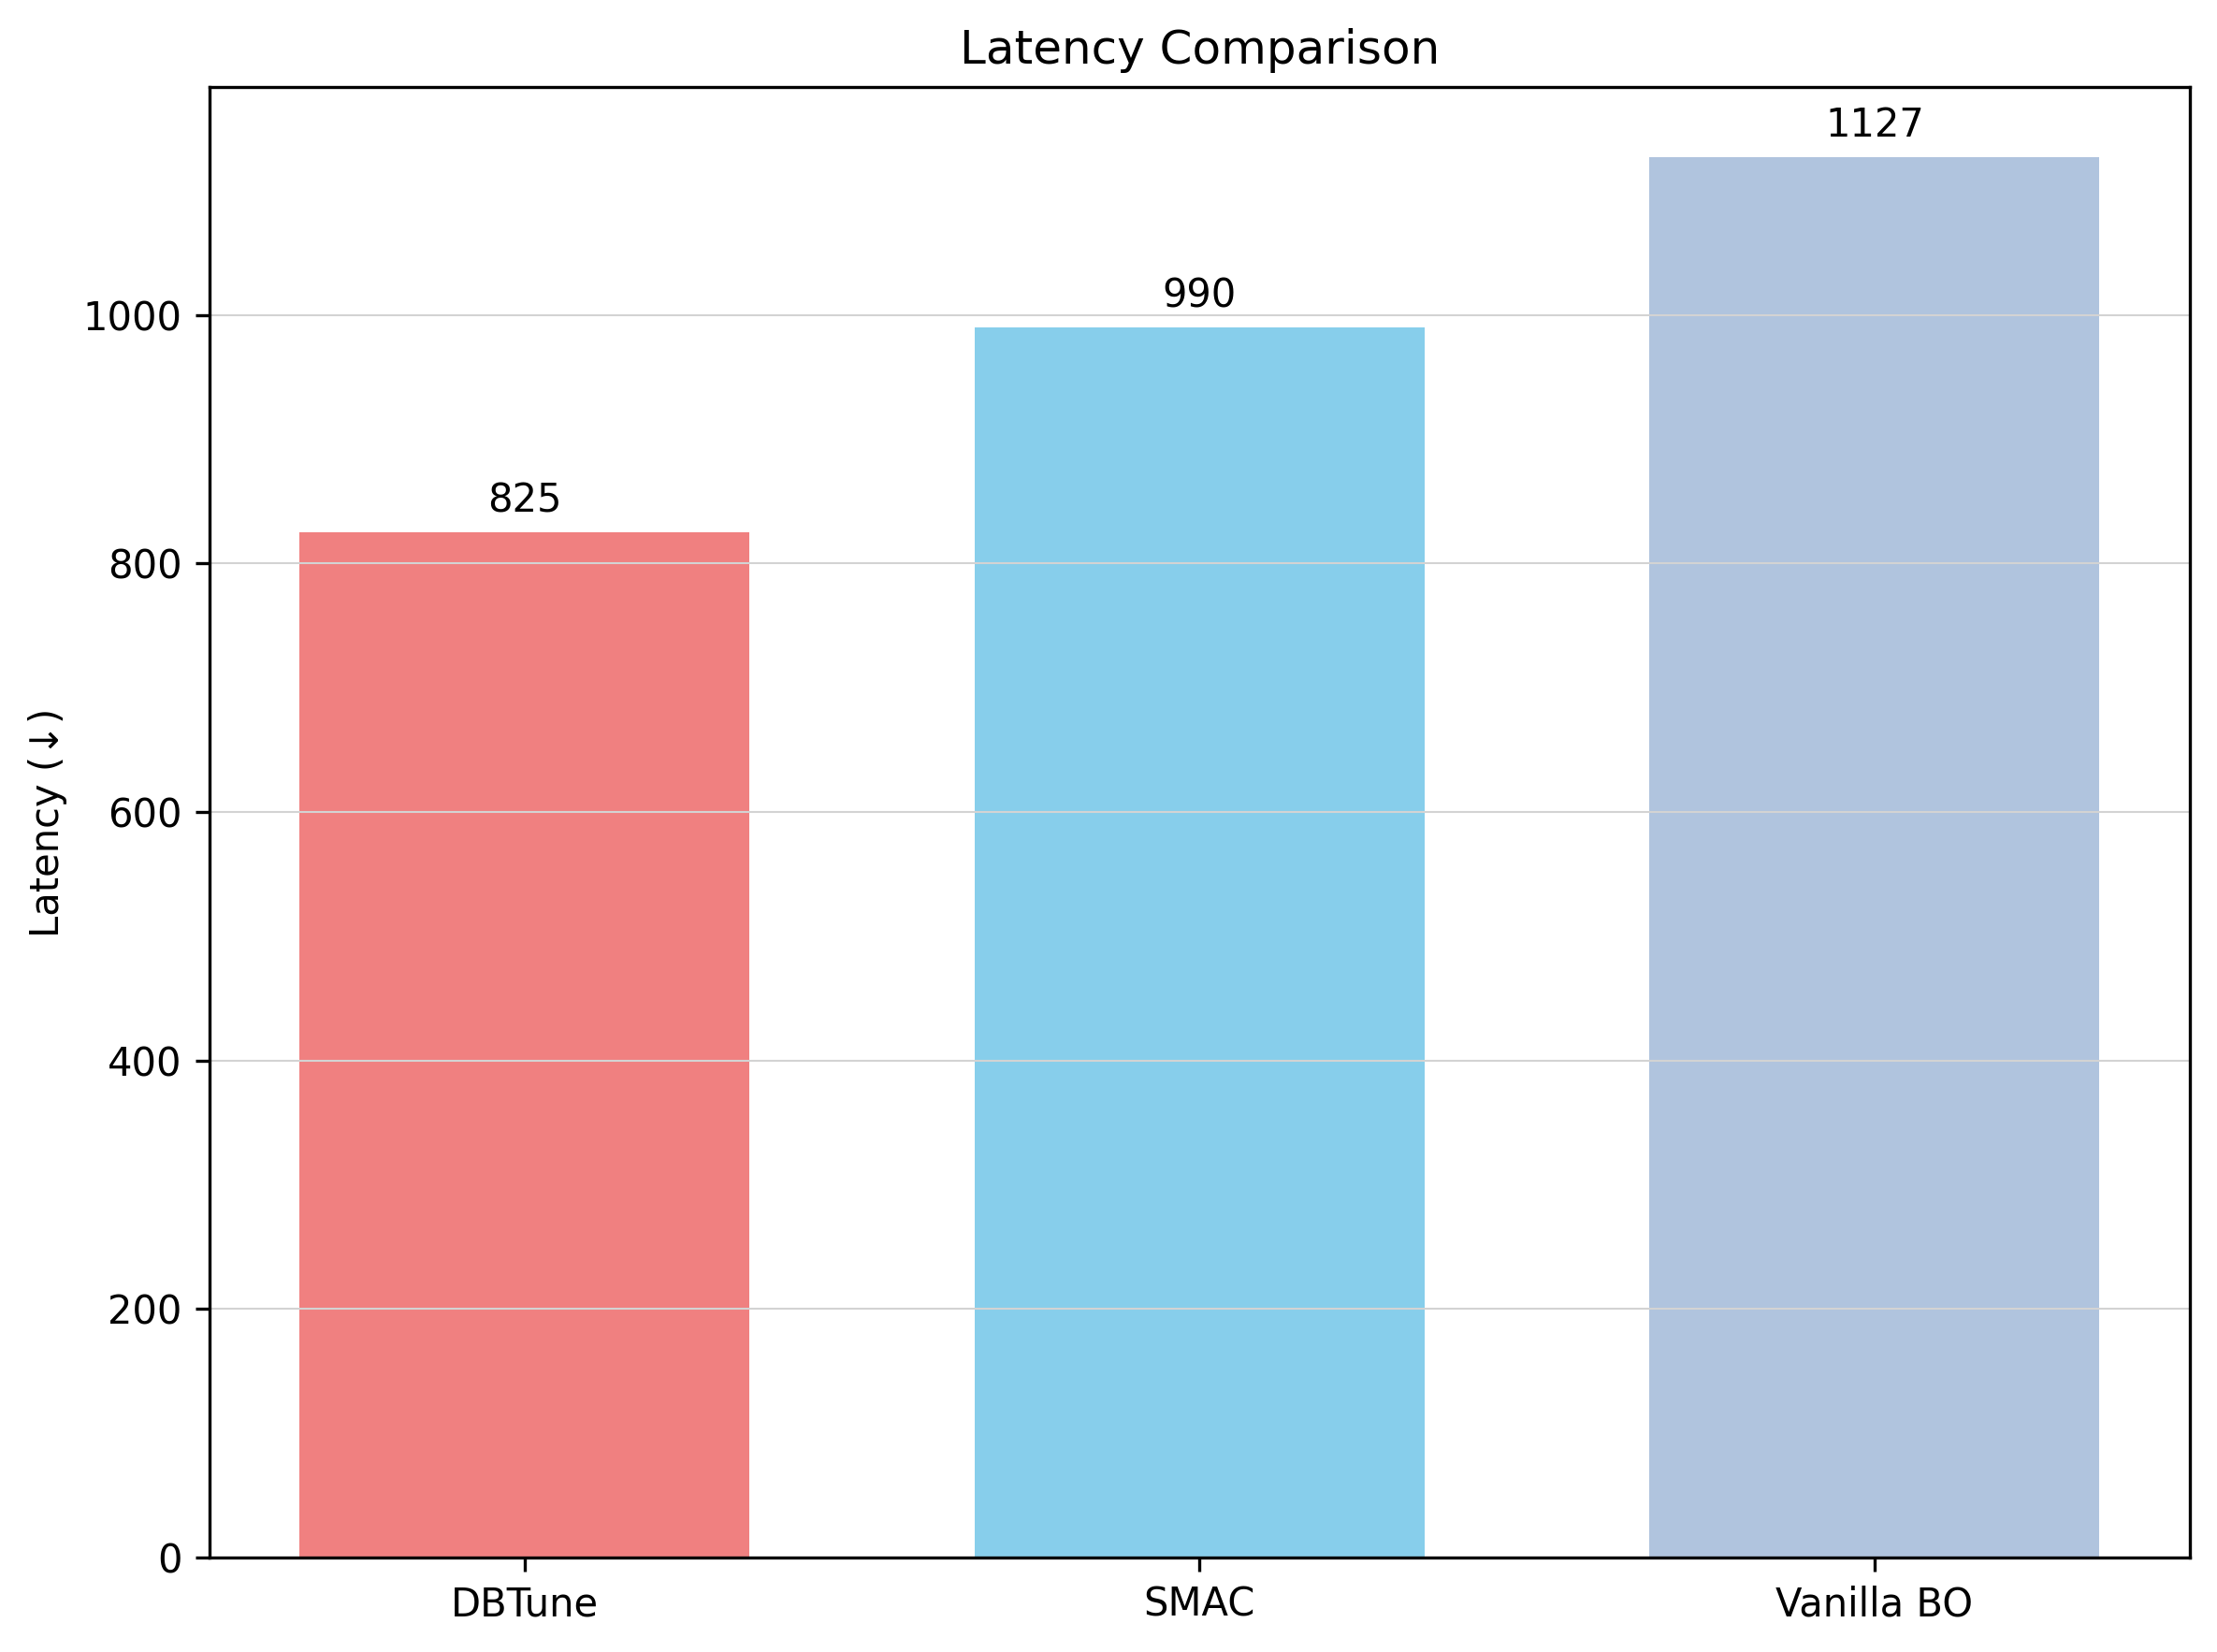 Latency Comparison
1127
990
825
1000
800
600
400
200
0
Latency (↓)
DBTune
SMAC
Vanilla BO